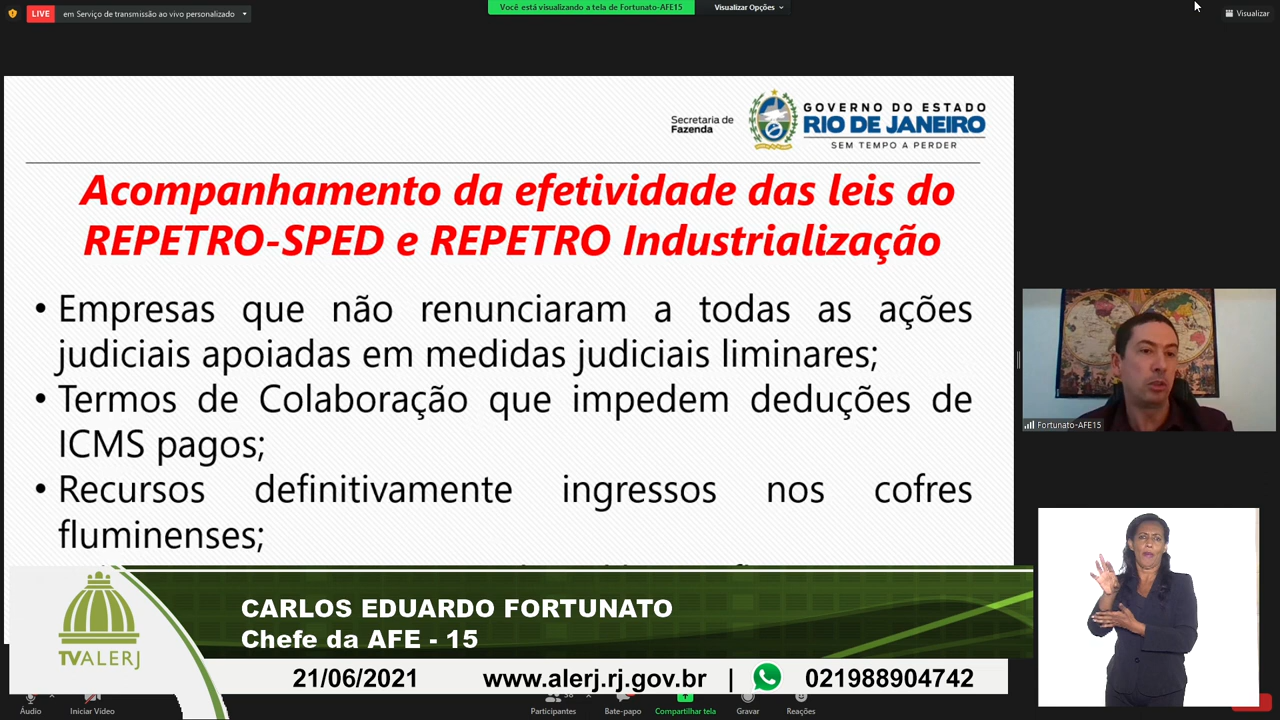 LIVE
em Serviço de transmissão ao vivo personalizado
Você está visualizando a tela de Fortunato-AFE15
Visualizar Opções
Visualizar
Secretaria de
Fazenda
GOVERNO DO ESTADO
RIO DE JANEIRO
SEM TEMPO A PERDER
Acompanhamento da efetividade das leis do
REPETRO-SPED e REPETRO Industrialização
• Empresas que não renunciaram a todas as ações
judiciais apoiadas em medidas judiciais liminares;
• Termos de Colaboração que impedem deduções de
ICMS pagos;
• Recursos definitivamente ingressos nos cofres
fluminenses;
Fortunato-AFE15
CARLOS EDUARDO FORTUNATO
Chefe da AFE - 15
TVALERJ
21/06/2021 www.alerj.rj.gov.br | 021988904742
Áudio
Iniciar Vídeo
Participantes
Bate-papo
Compartilhar tela
Gravar
Reações